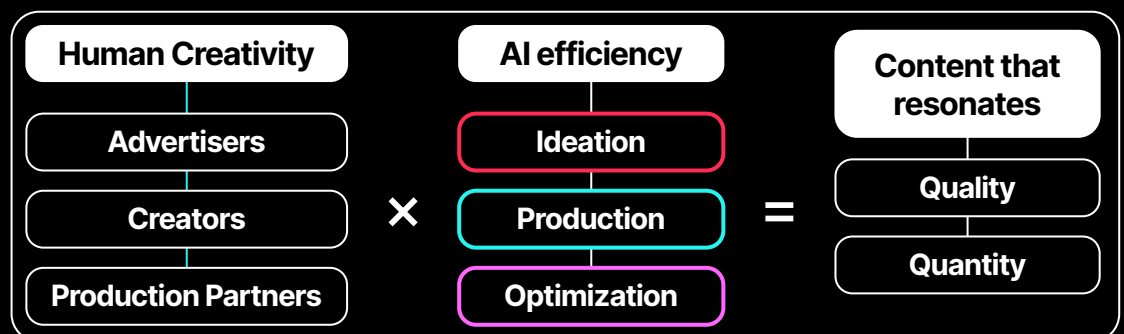 Human Creativity
Advertisers
Creators
Production Partners
×
AI efficiency
Ideation
Production
Optimization
=
Content that
resonates
Quality
Quantity